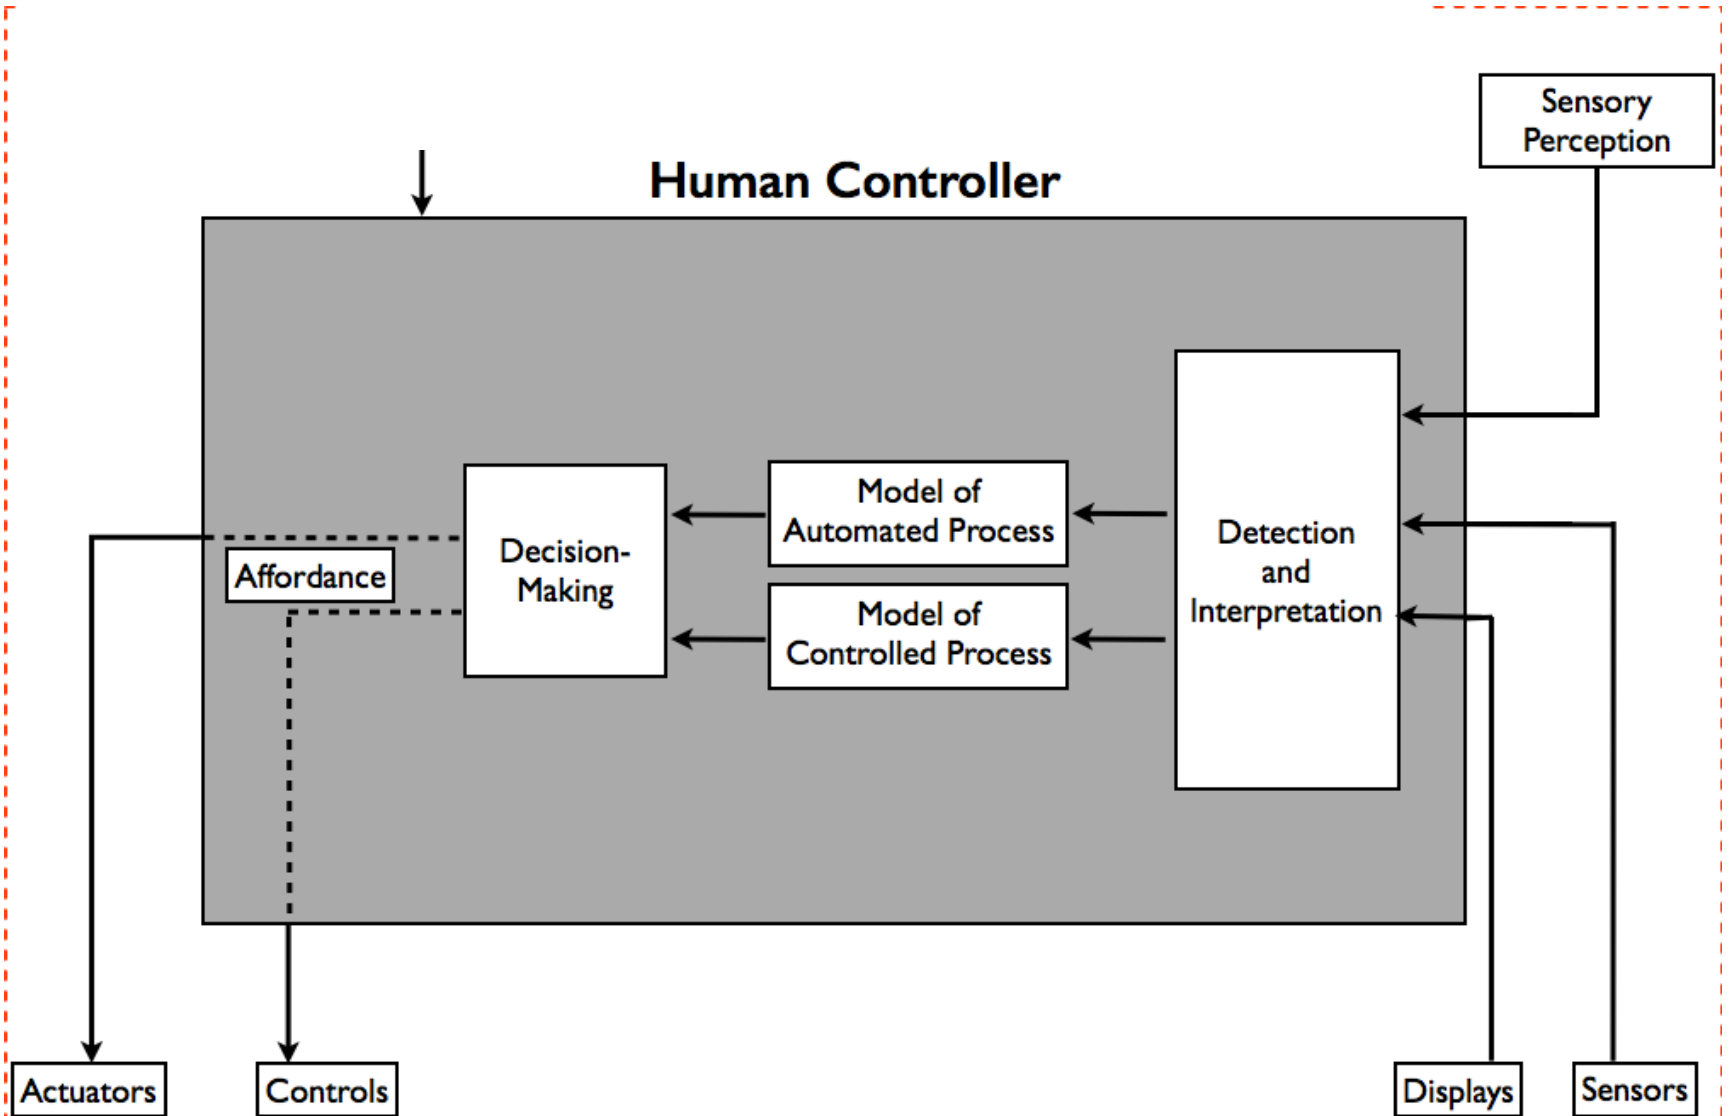 Sensory
Perception
Human Controller
Model of
Automated Process
Detection
and
Interpretation
Decision-
Making
Affordance
Model of
Controlled Process
Actuators
Controls
Displays
Sensors